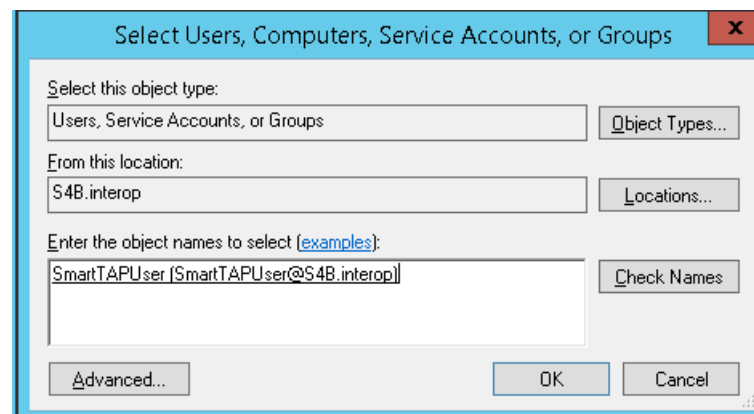 Select Users, Computers, Service Accounts, or Groups
x
Select this object type:
Users, Service Accounts, or Groups
Object Types...
From this location:
S4B.interop
Locations...
Enter the object names to select (examples):
SmartTAPUser (SmartTAPUser@S4B.interop)
Check Names
Advanced...
OK
Cancel